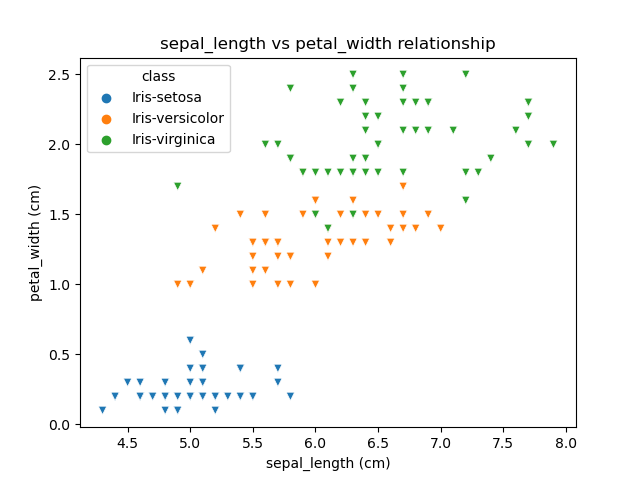 sepal_length vs petal_width relationship
class
Iris-setosa
Iris-versicolor
Iris-virginica
petal_width (cm)
2.5
2.0
1.5
1.0
0.5
0.0
4.5 5.0 5.5 6.0 6.5 7.0 7.5 8.0
sepal_length (cm)